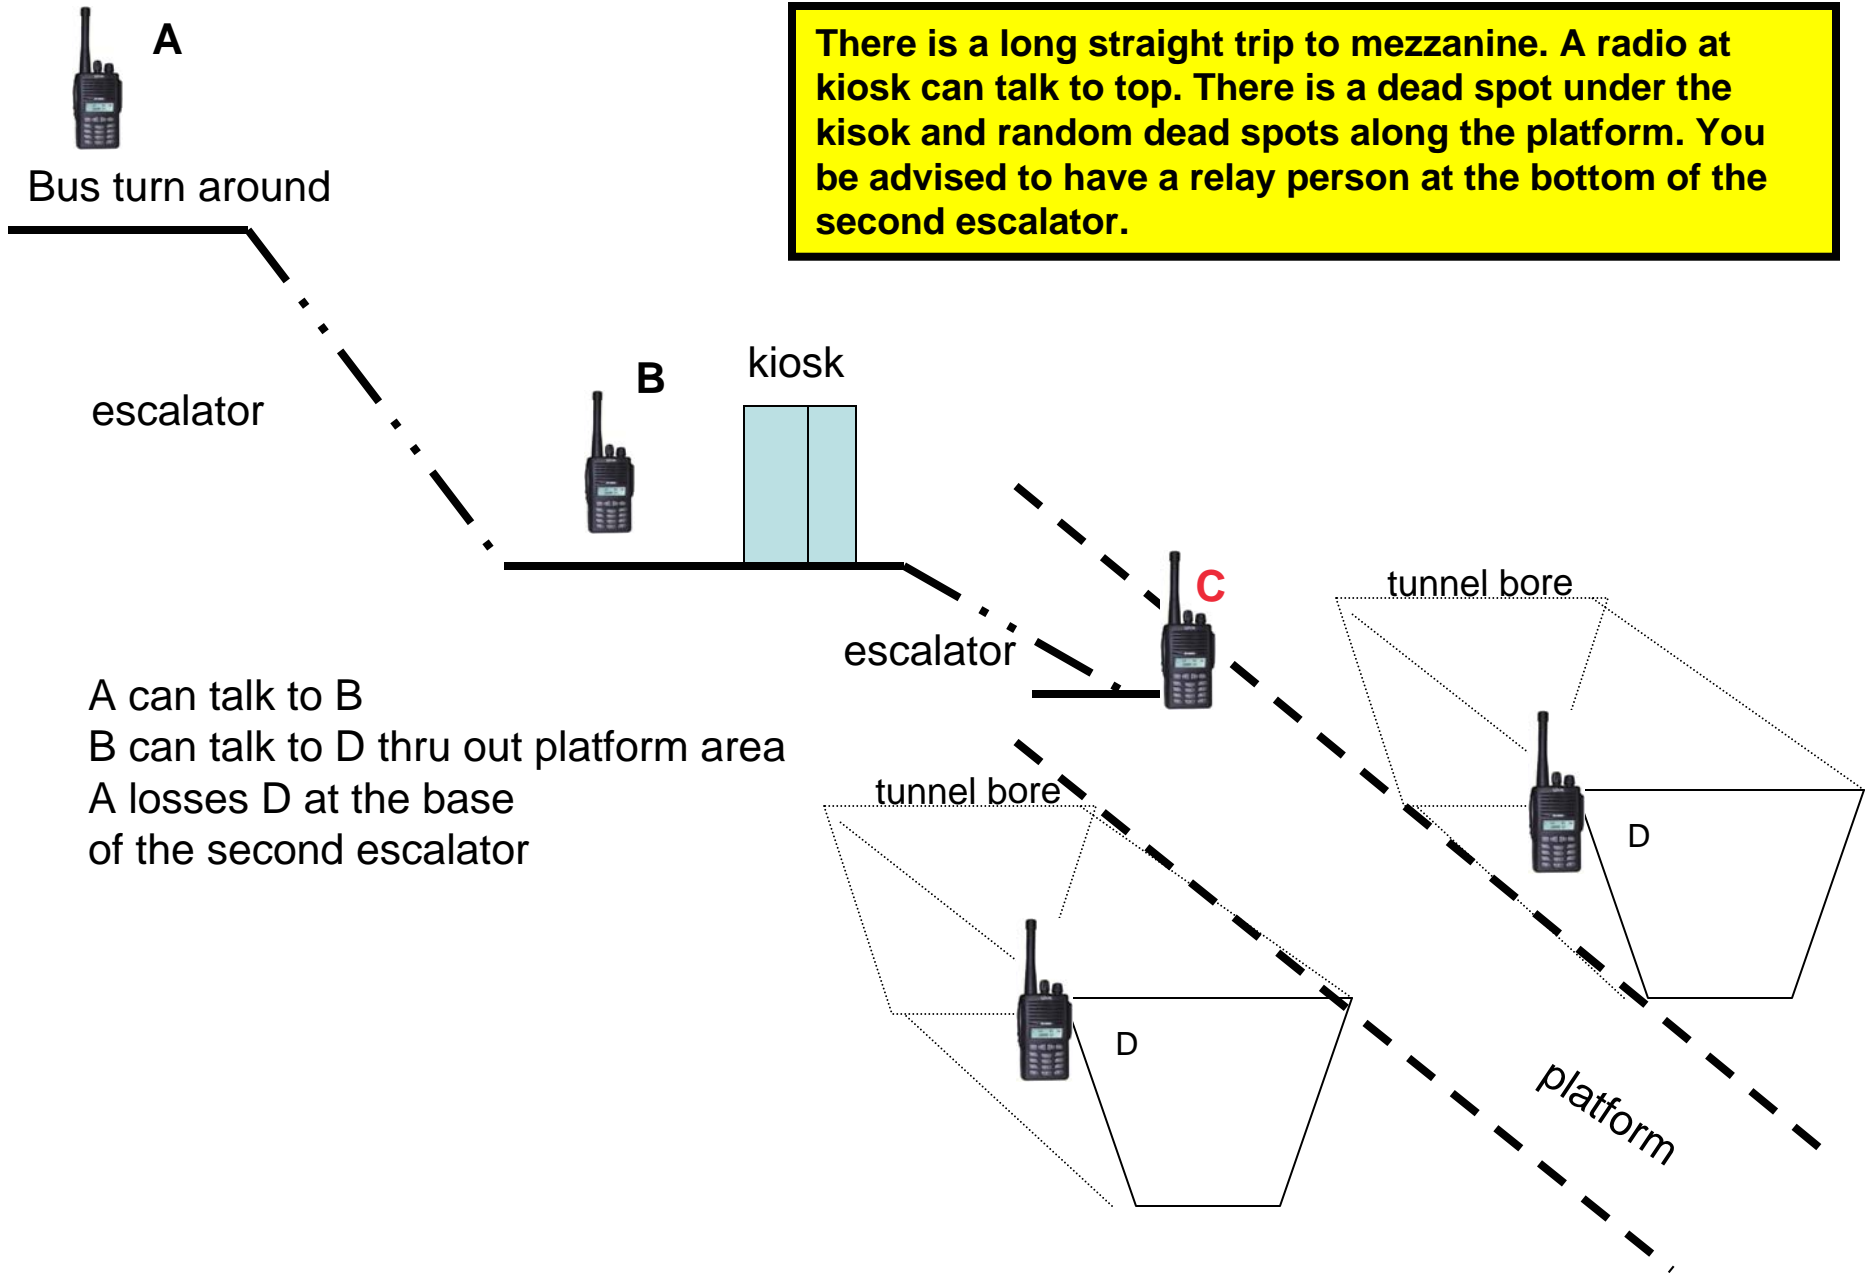 A
There is a long straight trip to mezzanine. A radio at
kiosk can talk to top. There is a dead spot under the
kisok and random dead spots along the platform. You
be advised to have a relay person at the bottom of the
second escalator.
Bus turn around
B
kiosk
escalator
C
tunnel bore
escalator
A can talk to B
B can talk to D thru out platform area
A losses D at the base
of the second escalator
tunnel bore
D
D
platform